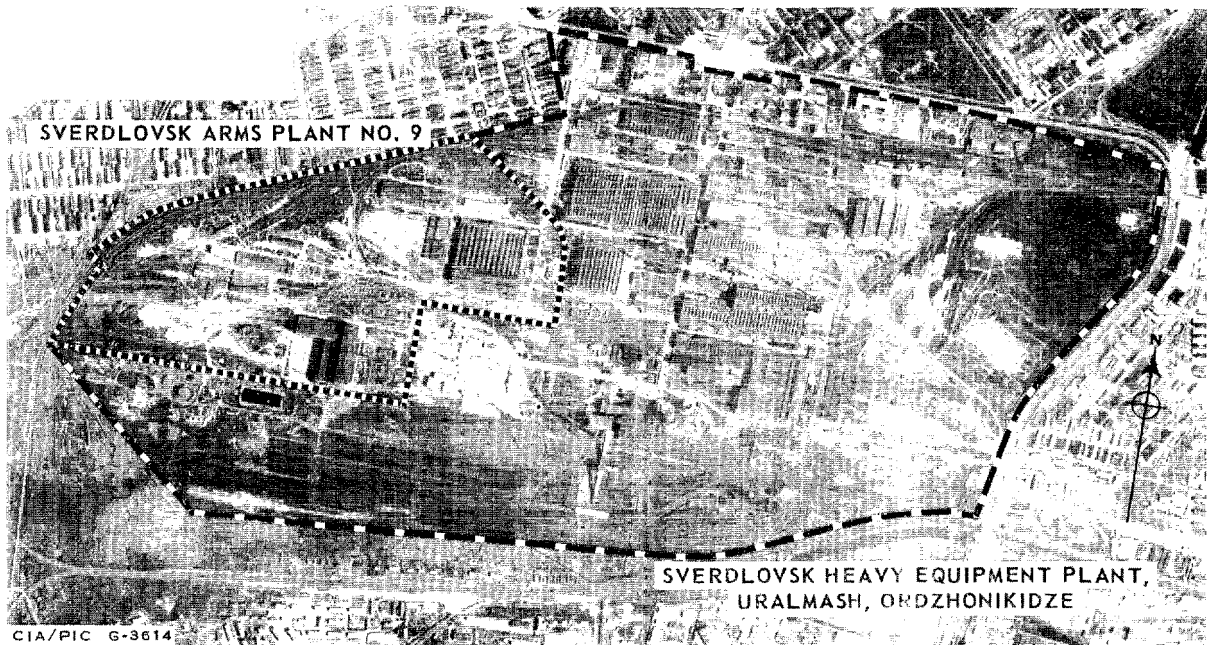 SVERDLOVSK ARMS PLANT NO. 9
N
SVERDLOVSK HEAVY EQUIPMENT PLANT,
URALMASH, ORDZHONIKIDZE
CIA/PIC G-3614